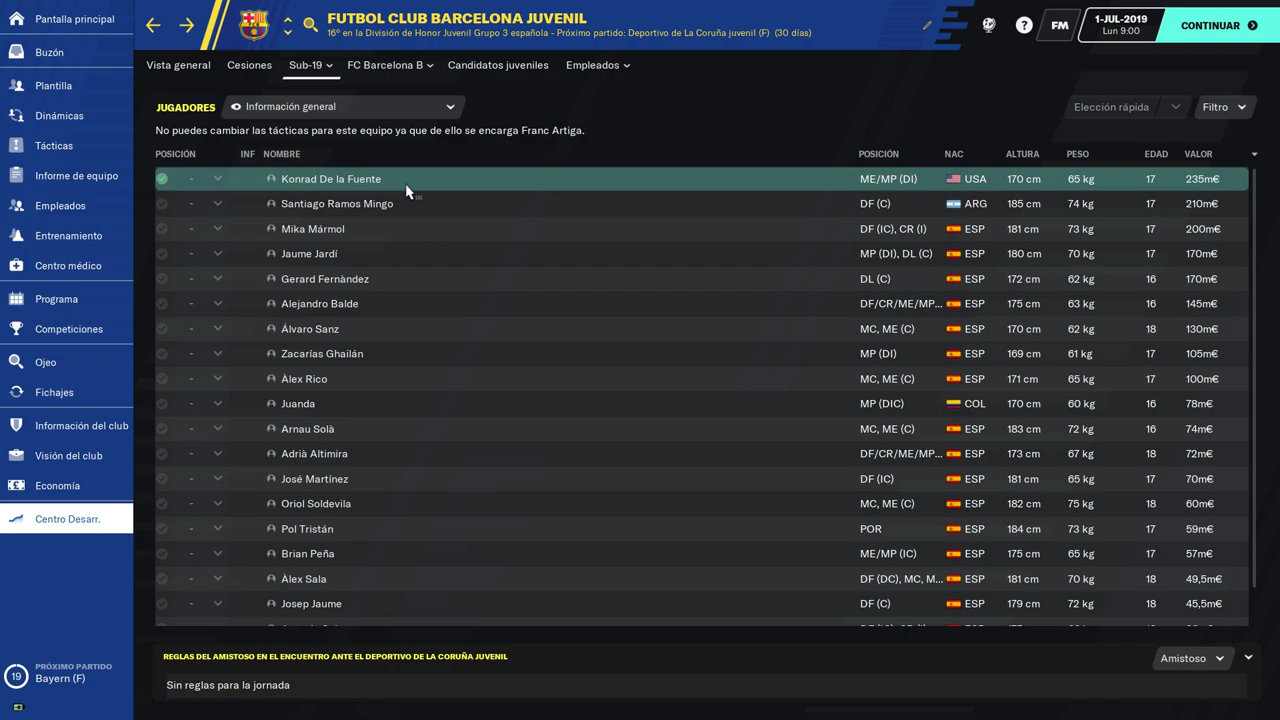 Pantalla principal
Buzón
Plantilla
Dinámicas
Tácticas
Informe de equipo
Empleados
Entrenamiento
Centro médico
Programa
Competiciones
Ojeo
Fichajes
Información del club
Visión del club
Economía
Centro Desarr.
19
PRÓXIMO PARTIDO
Bayern (F)
FUTBOL CLUB BARCELONA JUVENIL
16º en la División de Honor Juvenil Grupo 3 española - Próximo partido: Deportivo de La Coruña juvenil (F) (30 días)
FM
1-JUL-2019
Lun 9:00
CONTINUAR
Vista general Cesiones Sub-19 FC Barcelona B Candidatos juveniles Empleados
JUGADORES Información general Elección rápida Filtro
No puedes cambiar las tácticas para este equipo ya que de ello se encarga Franc Artiga.
POSICIÓN INF NOMBRE POSICIÓN NAC ALTURA PESO EDAD VALOR
- Konrad De la Fuente ME/MP (DI) USA 170 cm 65 kg 17 235m€
- Santiago Ramos Mingo DF (C) ARG 185 cm 74 kg 17 210m€
- Mika Mármol DF (IC), CR (I) ESP 181 cm 73 kg 17 200m€
- Jaume Jardí MP (DI), DL (C) ESP 180 cm 70 kg 17 170m€
- Gerard Fernàndez DL (C) ESP 172 cm 62 kg 16 170m€
- Alejandro Balde DF/CR/ME/MP... ESP 175 cm 63 kg 16 145m€
- Álvaro Sanz MC, ME (C) ESP 170 cm 62 kg 18 130m€
- Zacarías Ghailán MP (DI) ESP 169 cm 61 kg 17 105m€
- Àlex Rico MC, ME (C) ESP 171 cm 65 kg 17 100m€
- Juanda MP (DIC) COL 170 cm 60 kg 16 78m€
- Arnau Solà MC, ME (C) ESP 183 cm 72 kg 16 74m€
- Adrià Altimira DF/CR/ME/MP... ESP 173 cm 67 kg 18 72m€
- José Martínez DF (IC) ESP 181 cm 65 kg 17 70m€
- Oriol Soldevila MC, ME (C) ESP 182 cm 75 kg 18 60m€
- Pol Tristán POR ESP 184 cm 73 kg 17 59m€
- Brian Peña ME/MP (IC) ESP 175 cm 65 kg 17 57m€
- Àlex Sala DF (DC), MC, M... ESP 181 cm 70 kg 18 49,5m€
- Josep Jaume DF (C) ESP 179 cm 72 kg 18 45,5m€
REGLAS DEL AMISTOSO EN EL ENCUENTRO ANTE EL DEPORTIVO DE LA CORUÑA JUVENIL
Amistoso
Sin reglas para la jornada